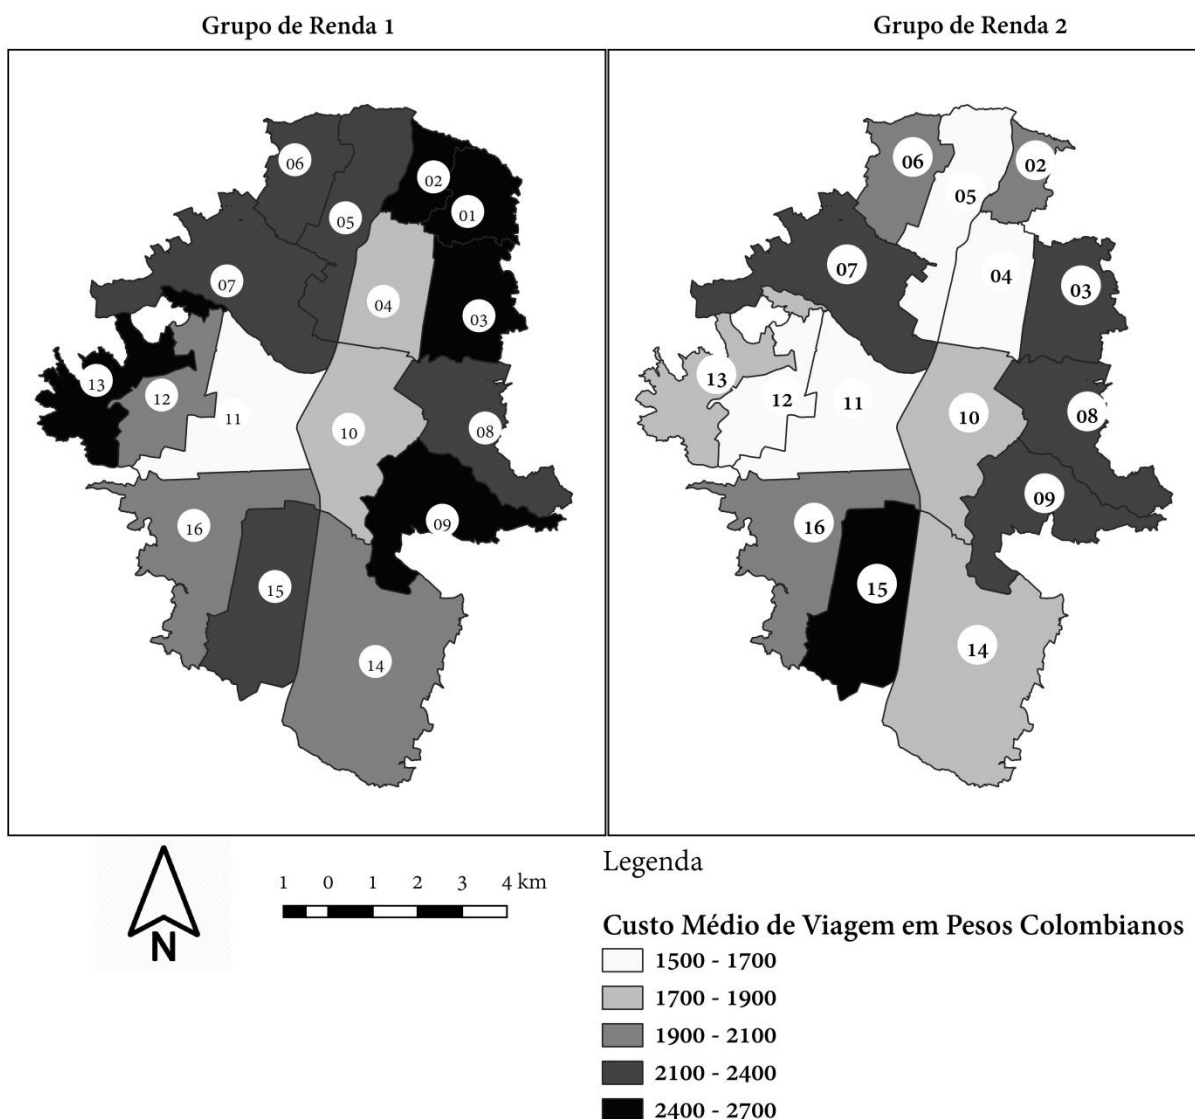 Grupo de Renda 1
Grupo de Renda 2
06
02
05
01
07
04
03
13
12
11
10
08
16
09
15
14
06
02
05
04
07
03
13
12
11
10
08
09
16
15
14
N
1 0 1 2 3 4 km
Legenda
Custo Médio de Viagem em Pesos Colombianos
1500 - 1700
1700 - 1900
1900 - 2100
2100 - 2400
2400 - 2700